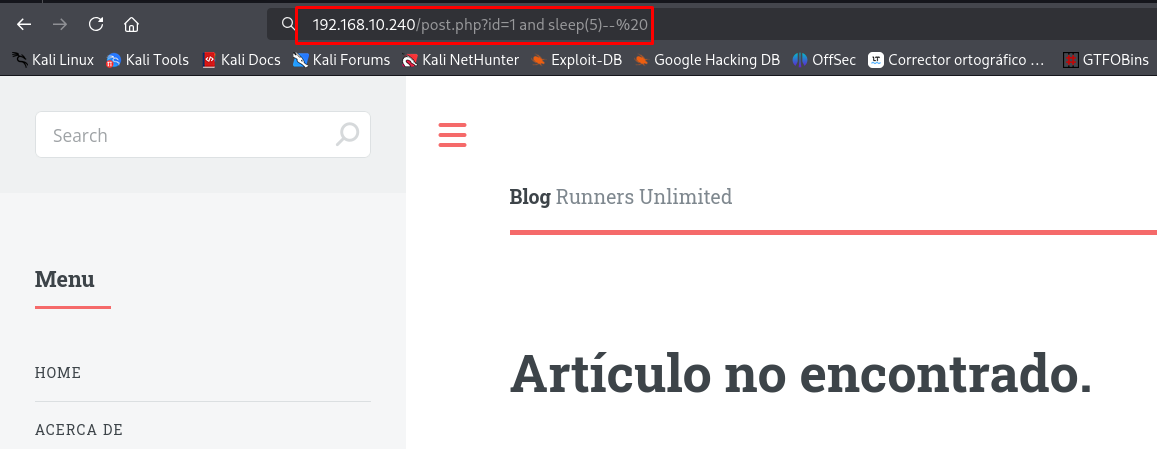 192.168.10.240/post.php?id=1 and sleep(5)--%20
Kali Linux Kali Tools Kali Docs Kali Forums Kali NetHunter Exploit-DB Google Hacking DB OffSec Corrector ortográfico ... GTFOBins
Search
Blog Runners Unlimited
Menu
Artículo no encontrado.
HOME
ACERCA DE